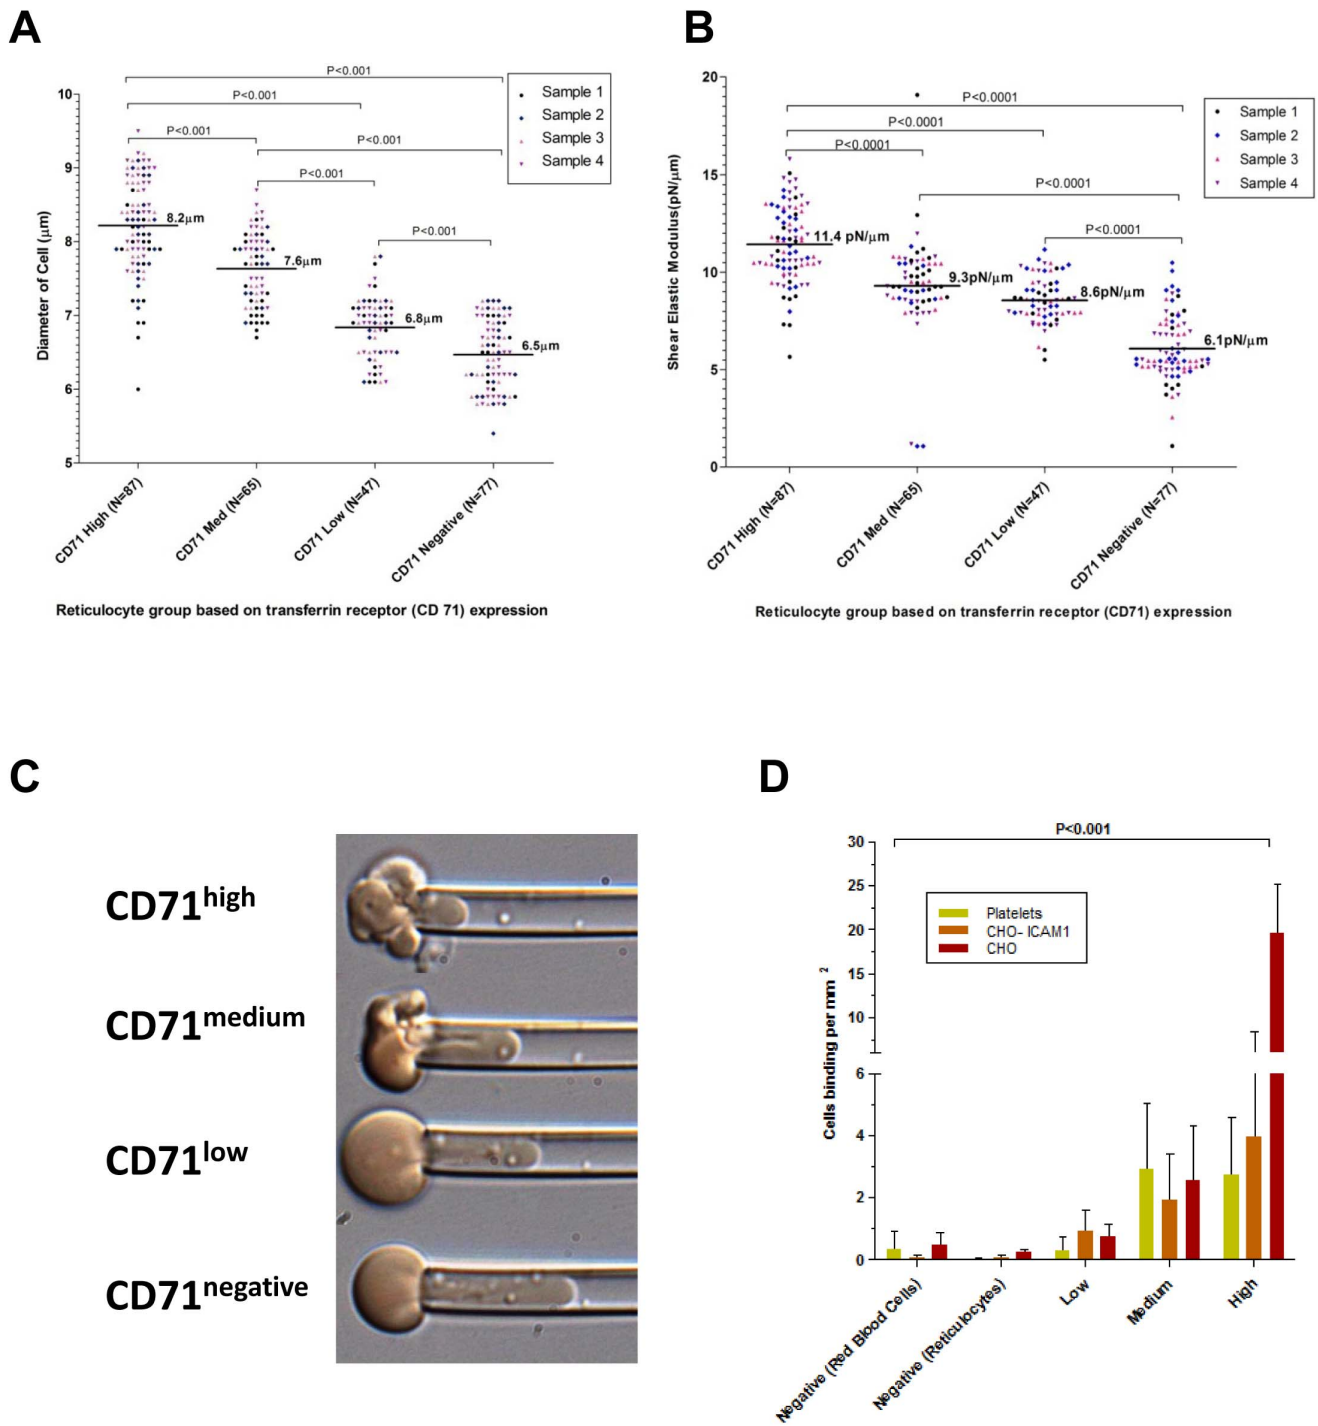 A
P<0.001
P<0.001
P<0.001
P<0.001
P<0.001
P<0.001
Sample 1
Sample 2
Sample 3
Sample 4
10
9
8
7
6
5
Diameter of Cell (μm)
8.2μm
7.6μm
6.8μm
6.5μm
CD71 High (N=87)
CD71 Med (N=65)
CD71 Low (N=47)
CD71 Negative (N=77)
Reticulocyte group based on transferrin receptor (CD 71) expression
B
P<0.0001
P<0.0001
P<0.0001
P<0.0001
P<0.0001
Sample 1
Sample 2
Sample 3
Sample 4
20
15
10
5
0
Shear Elastic Modulus(pN/μm)
11.4 pN/μm
9.3pN/μm
8.6pN/μm
6.1pN/μm
CD71 High (N=87)
CD71 Med (N=65)
CD71 Low (N=47)
CD71 Negative (N=77)
Reticulocyte group based on transferrin receptor (CD71) expression
C
CD71high
CD71medium
CD71low
CD71negative
D
P<0.001
30
25
20
15
10
6
4
2
0
Cells binding per mm 2
Platelets
CHO- ICAM1
CHO
Negative (Red Blood Cells)
Negative (Reticulocytes)
Low
Medium
High